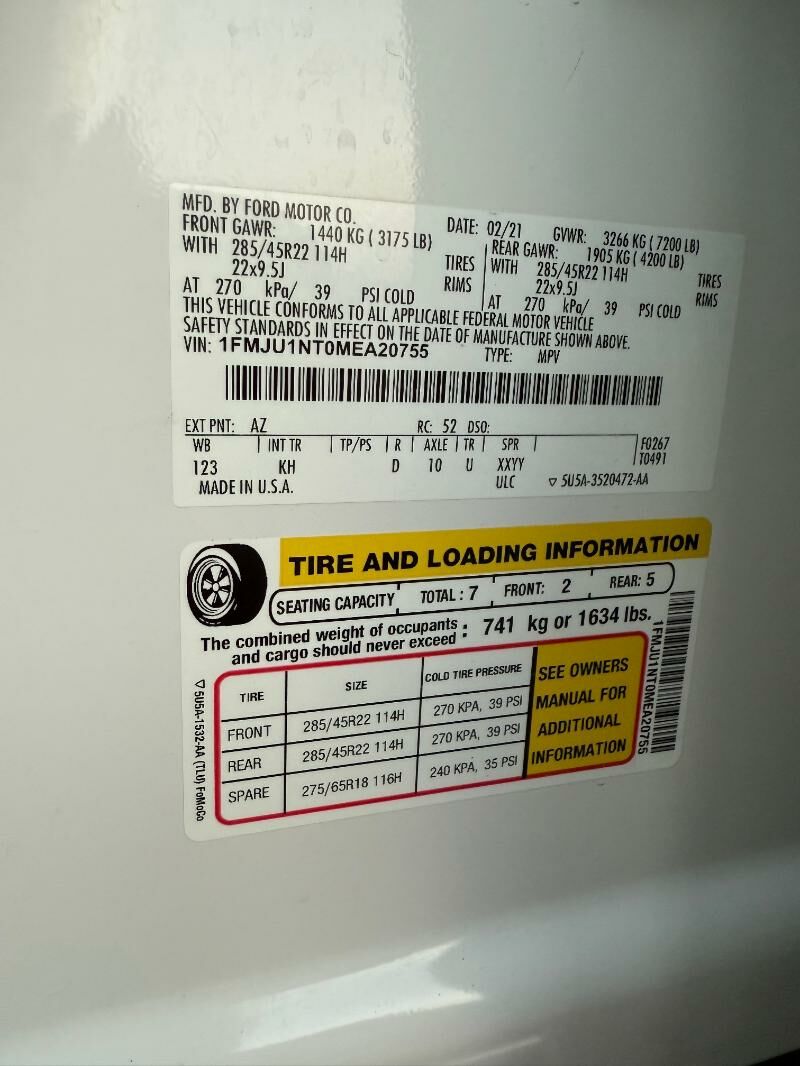 MFD. BY FORD MOTOR CO.
DATE: 02/21 GVWR: 3266 KG ( 7200 LB)
FRONT GAWR: 1440 KG ( 3175 LB)
WITH 285/45R22 114H TIRES
22x9.5J RIMS
AT 270 kPa/ 39 PSI COLD
REAR GAWR: 1905 KG ( 4200 LB)
WITH 285/45R22 114H TIRES
22x9.5J RIMS
AT 270 kPa/ 39 PSI COLD
THIS VEHICLE CONFORMS TO ALL APPLICABLE FEDERAL MOTOR VEHICLE
SAFETY STANDARDS IN EFFECT ON THE DATE OF MANUFACTURE SHOWN ABOVE.
VIN: 1FMJU1NT0MEA20755 TYPE: MPV
EXT PNT: AZ RC: 52 DSO:
WB INT TR TP/PS R AXLE TR SPR F0267
123 KH D 10 U XXYY T0491
MADE IN U.S.A. ULC ▽ 5U5A-3520472-AA
TIRE AND LOADING INFORMATION
SEATING CAPACITY TOTAL : 7 FRONT: 2 REAR: 5
The combined weight of occupants
and cargo should never exceed : 741 kg or 1634 lbs.
TIRE SIZE COLD TIRE PRESSURE
FRONT 285/45R22 114H 270 KPA, 39 PSI
REAR 285/45R22 114H 270 KPA, 39 PSI
SPARE 275/65R18 116H 240 KPA, 35 PSI
SEE OWNERS
MANUAL FOR
ADDITIONAL
INFORMATION
1FMJU1NT0MEA20755
▽ 5U5A-1532-AA (TLU) FoMoCo